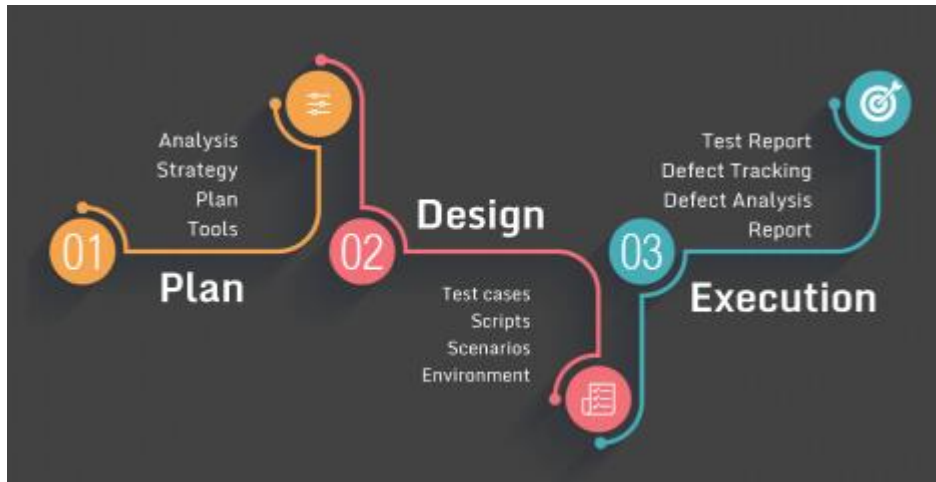 01
Plan
Analysis
Strategy
Plan
Tools
02
Design
Test cases
Scripts
Scenarios
Environment
03
Execution
Test Report
Defect Tracking
Defect Analysis
Report